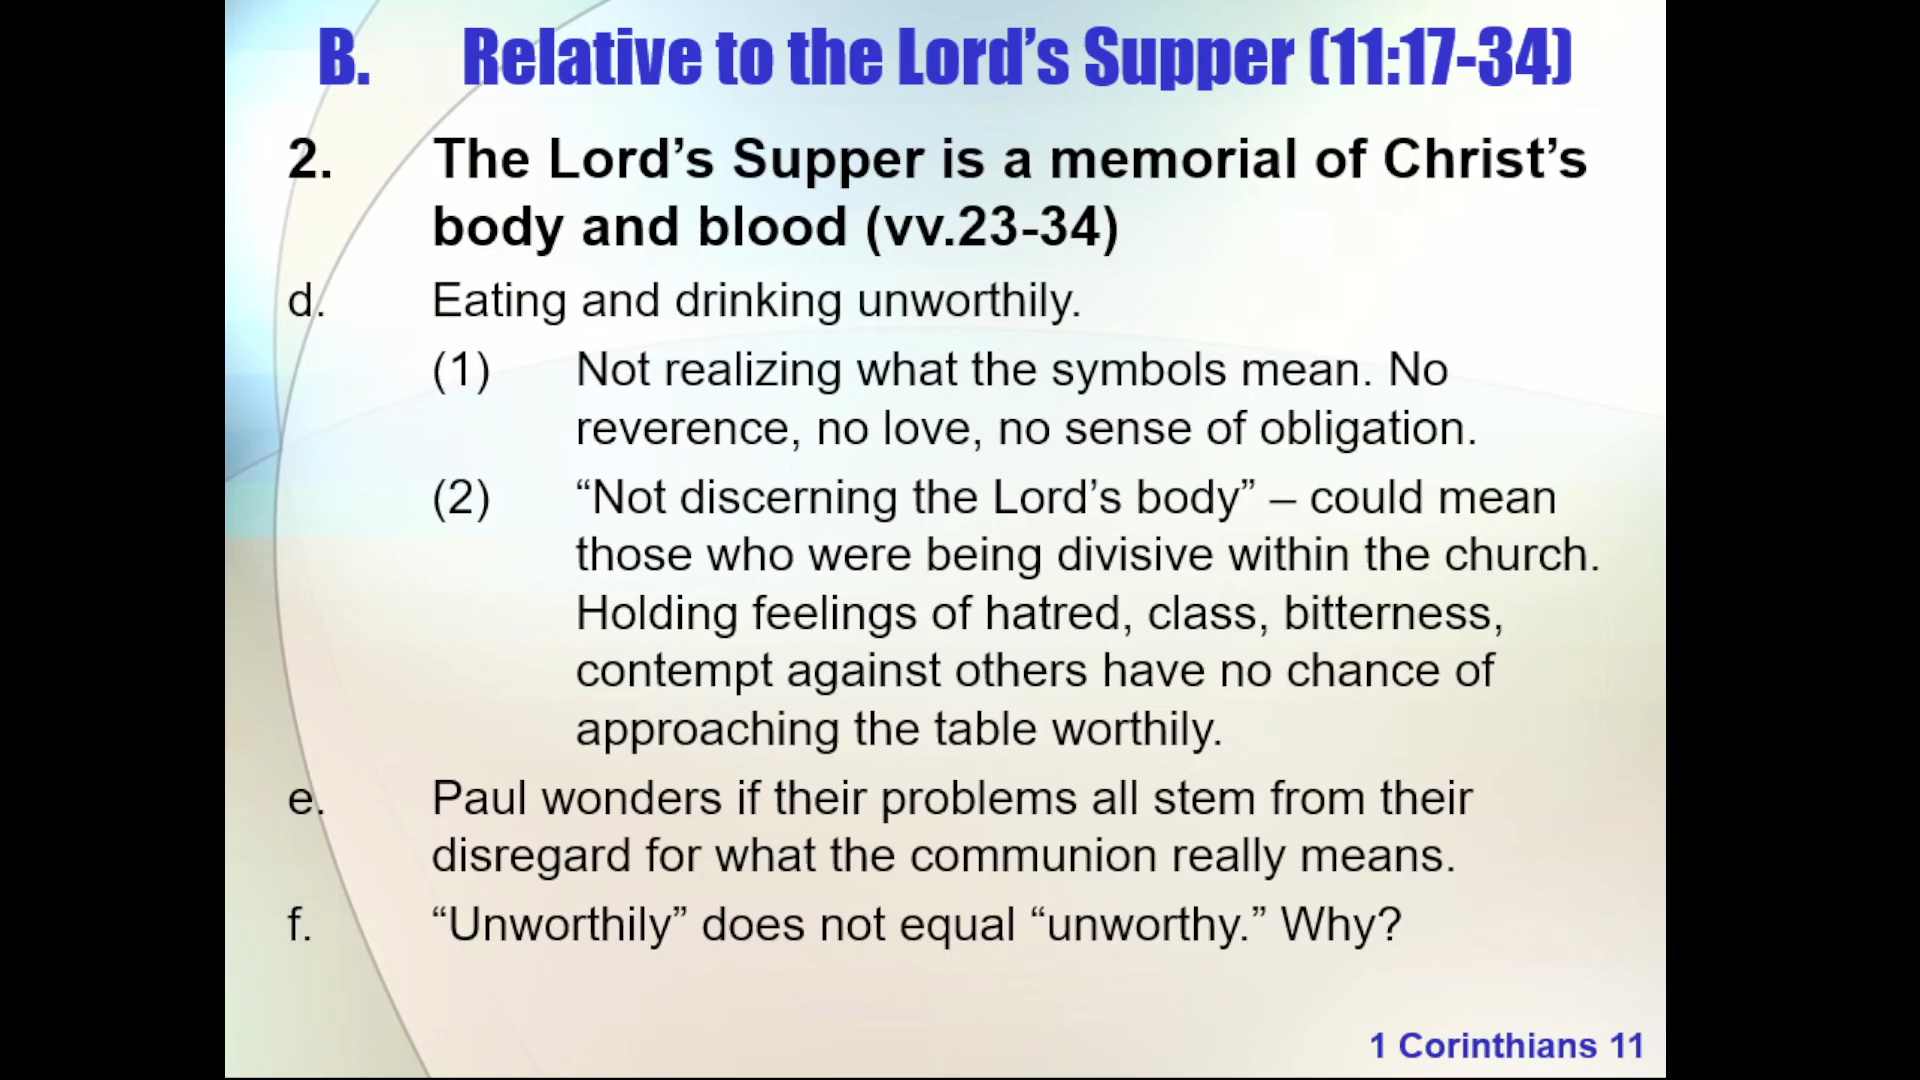 B. Relative to the Lord’s Supper (11:17-34)
2. The Lord’s Supper is a memorial of Christ’s
body and blood (vv.23-34)
d. Eating and drinking unworthily.
(1) Not realizing what the symbols mean. No
reverence, no love, no sense of obligation.
(2) “Not discerning the Lord’s body” – could mean
those who were being divisive within the church.
Holding feelings of hatred, class, bitterness,
contempt against others have no chance of
approaching the table worthily.
e. Paul wonders if their problems all stem from their
disregard for what the communion really means.
f. “Unworthily” does not equal “unworthy.” Why?
1 Corinthians 11